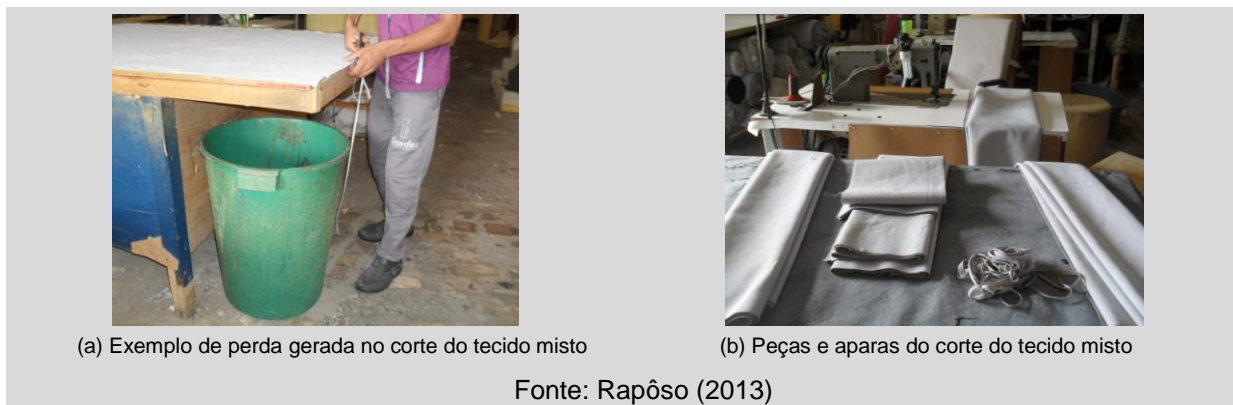 (a) Exemplo de perda gerada no corte do tecido misto
(b) Peças e aparas do corte do tecido misto
Fonte: Rapôso (2013)